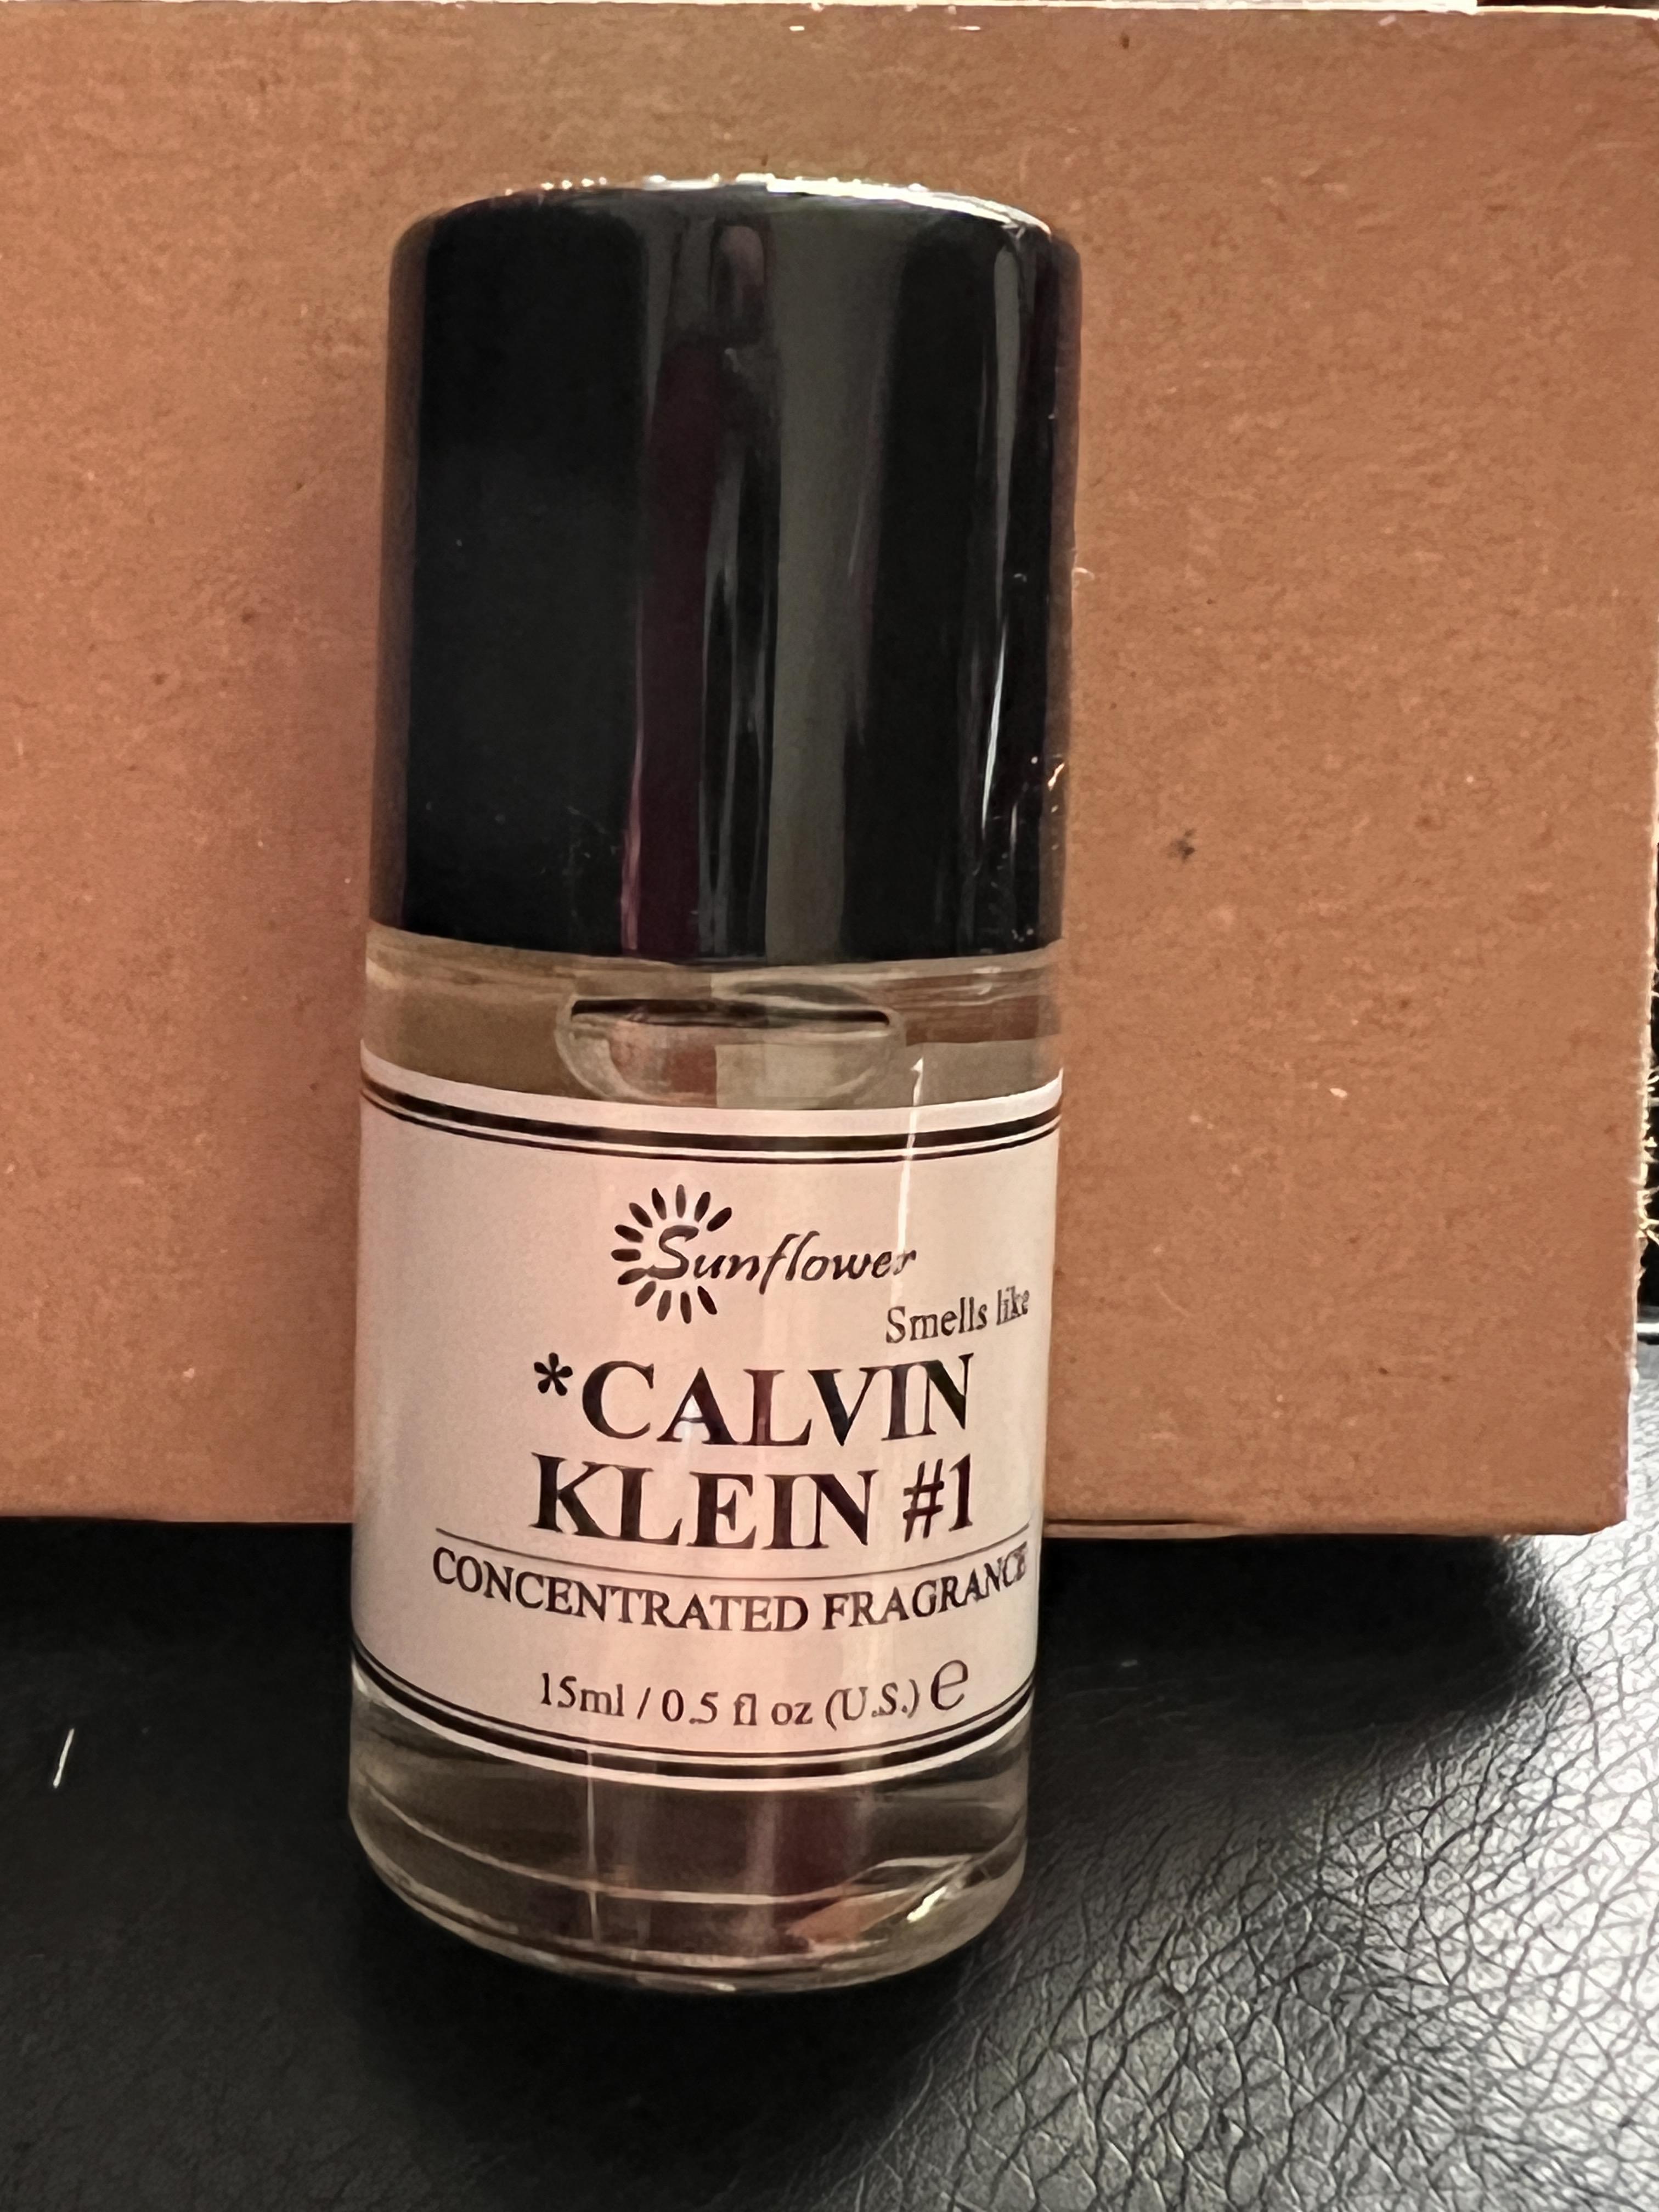 Sunflower
Smells like
*CALVIN
KLEIN #1
CONCENTRATED FRAGRANCE
15ml / 0.5 fl oz (U.S.) ℮